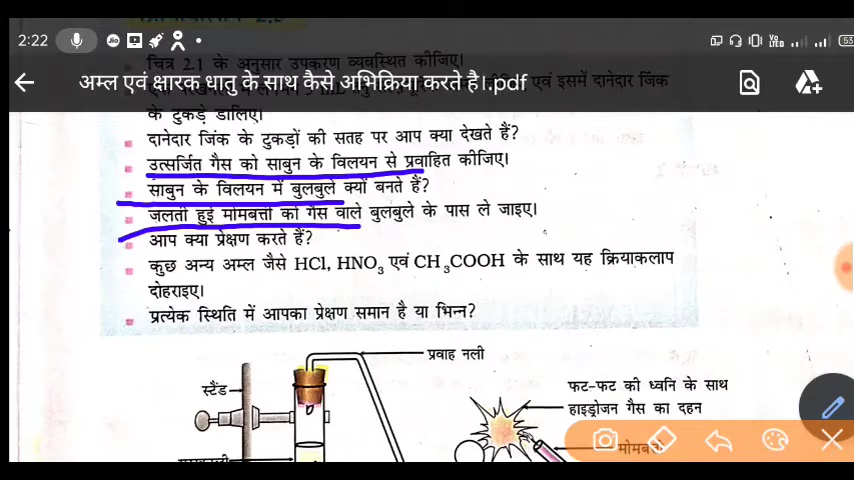 2:22
53
चित्र 2.1 के अनुसार उपकरण व्यवस्थित कीजिए।
अम्ल एवं क्षारक धातु के साथ कैसे अभिक्रिया करते है।.pdf
एवं इसमें दानेदार जिंक
के टुकड़े डालिए।
दानेदार जिंक के टुकड़ों की सतह पर आप क्या देखते हैं?
उत्सर्जित गैस को साबुन के विलयन से प्रवाहित कीजिए।
साबुन के विलयन में बुलबुले क्यों बनते हैं?
जलती हुई मोमबत्ती को गैस वाले बुलबुले के पास ले जाइए।
आप क्या प्रेक्षण करते हैं?
कुछ अन्य अम्ल जैसे HCl, HNO₃ एवं CH₃COOH के साथ यह क्रियाकलाप
दोहराइए।
प्रत्येक स्थिति में आपका प्रेक्षण समान है या भिन्न?
प्रवाह नली
स्टैंड
फट-फट की ध्वनि के साथ
हाइड्रोजन गैस का दहन
मोमबत्ती